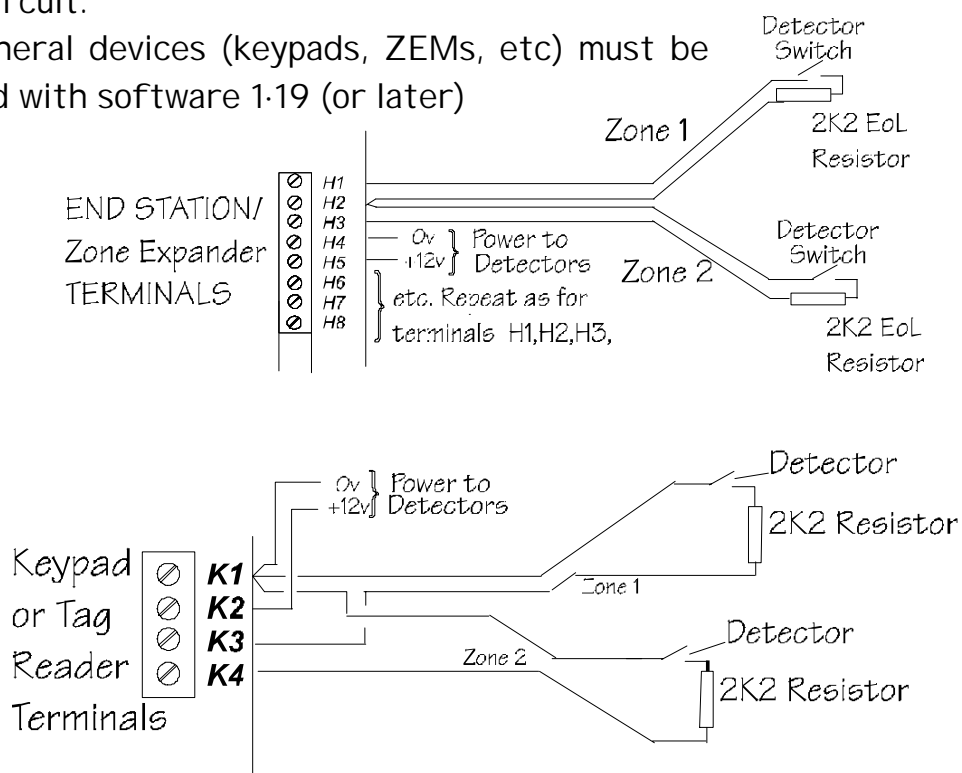 rcuit.
neral devices (keypads, ZEMs, etc) must be
d with software 1·19 (or later)
Detector
Switch
Zone 1
2K2 EoL
Resistor
END STATION/
Zone Expander
TERMINALS
H1
H2
H3
H4
H5
H6
H7
H8
0v
+12v
Power to
Detectors
etc. Repeat as for
terminals H1,H2,H3,
Zone 2
Detector
Switch
2K2 EoL
Resistor
0v
+12v
Power to
Detectors
Detector
2K2 Resistor
Keypad
or Tag
Reader
Terminals
K1
K2
K3
K4
Zone 1
Zone 2
Detector
2K2 Resistor